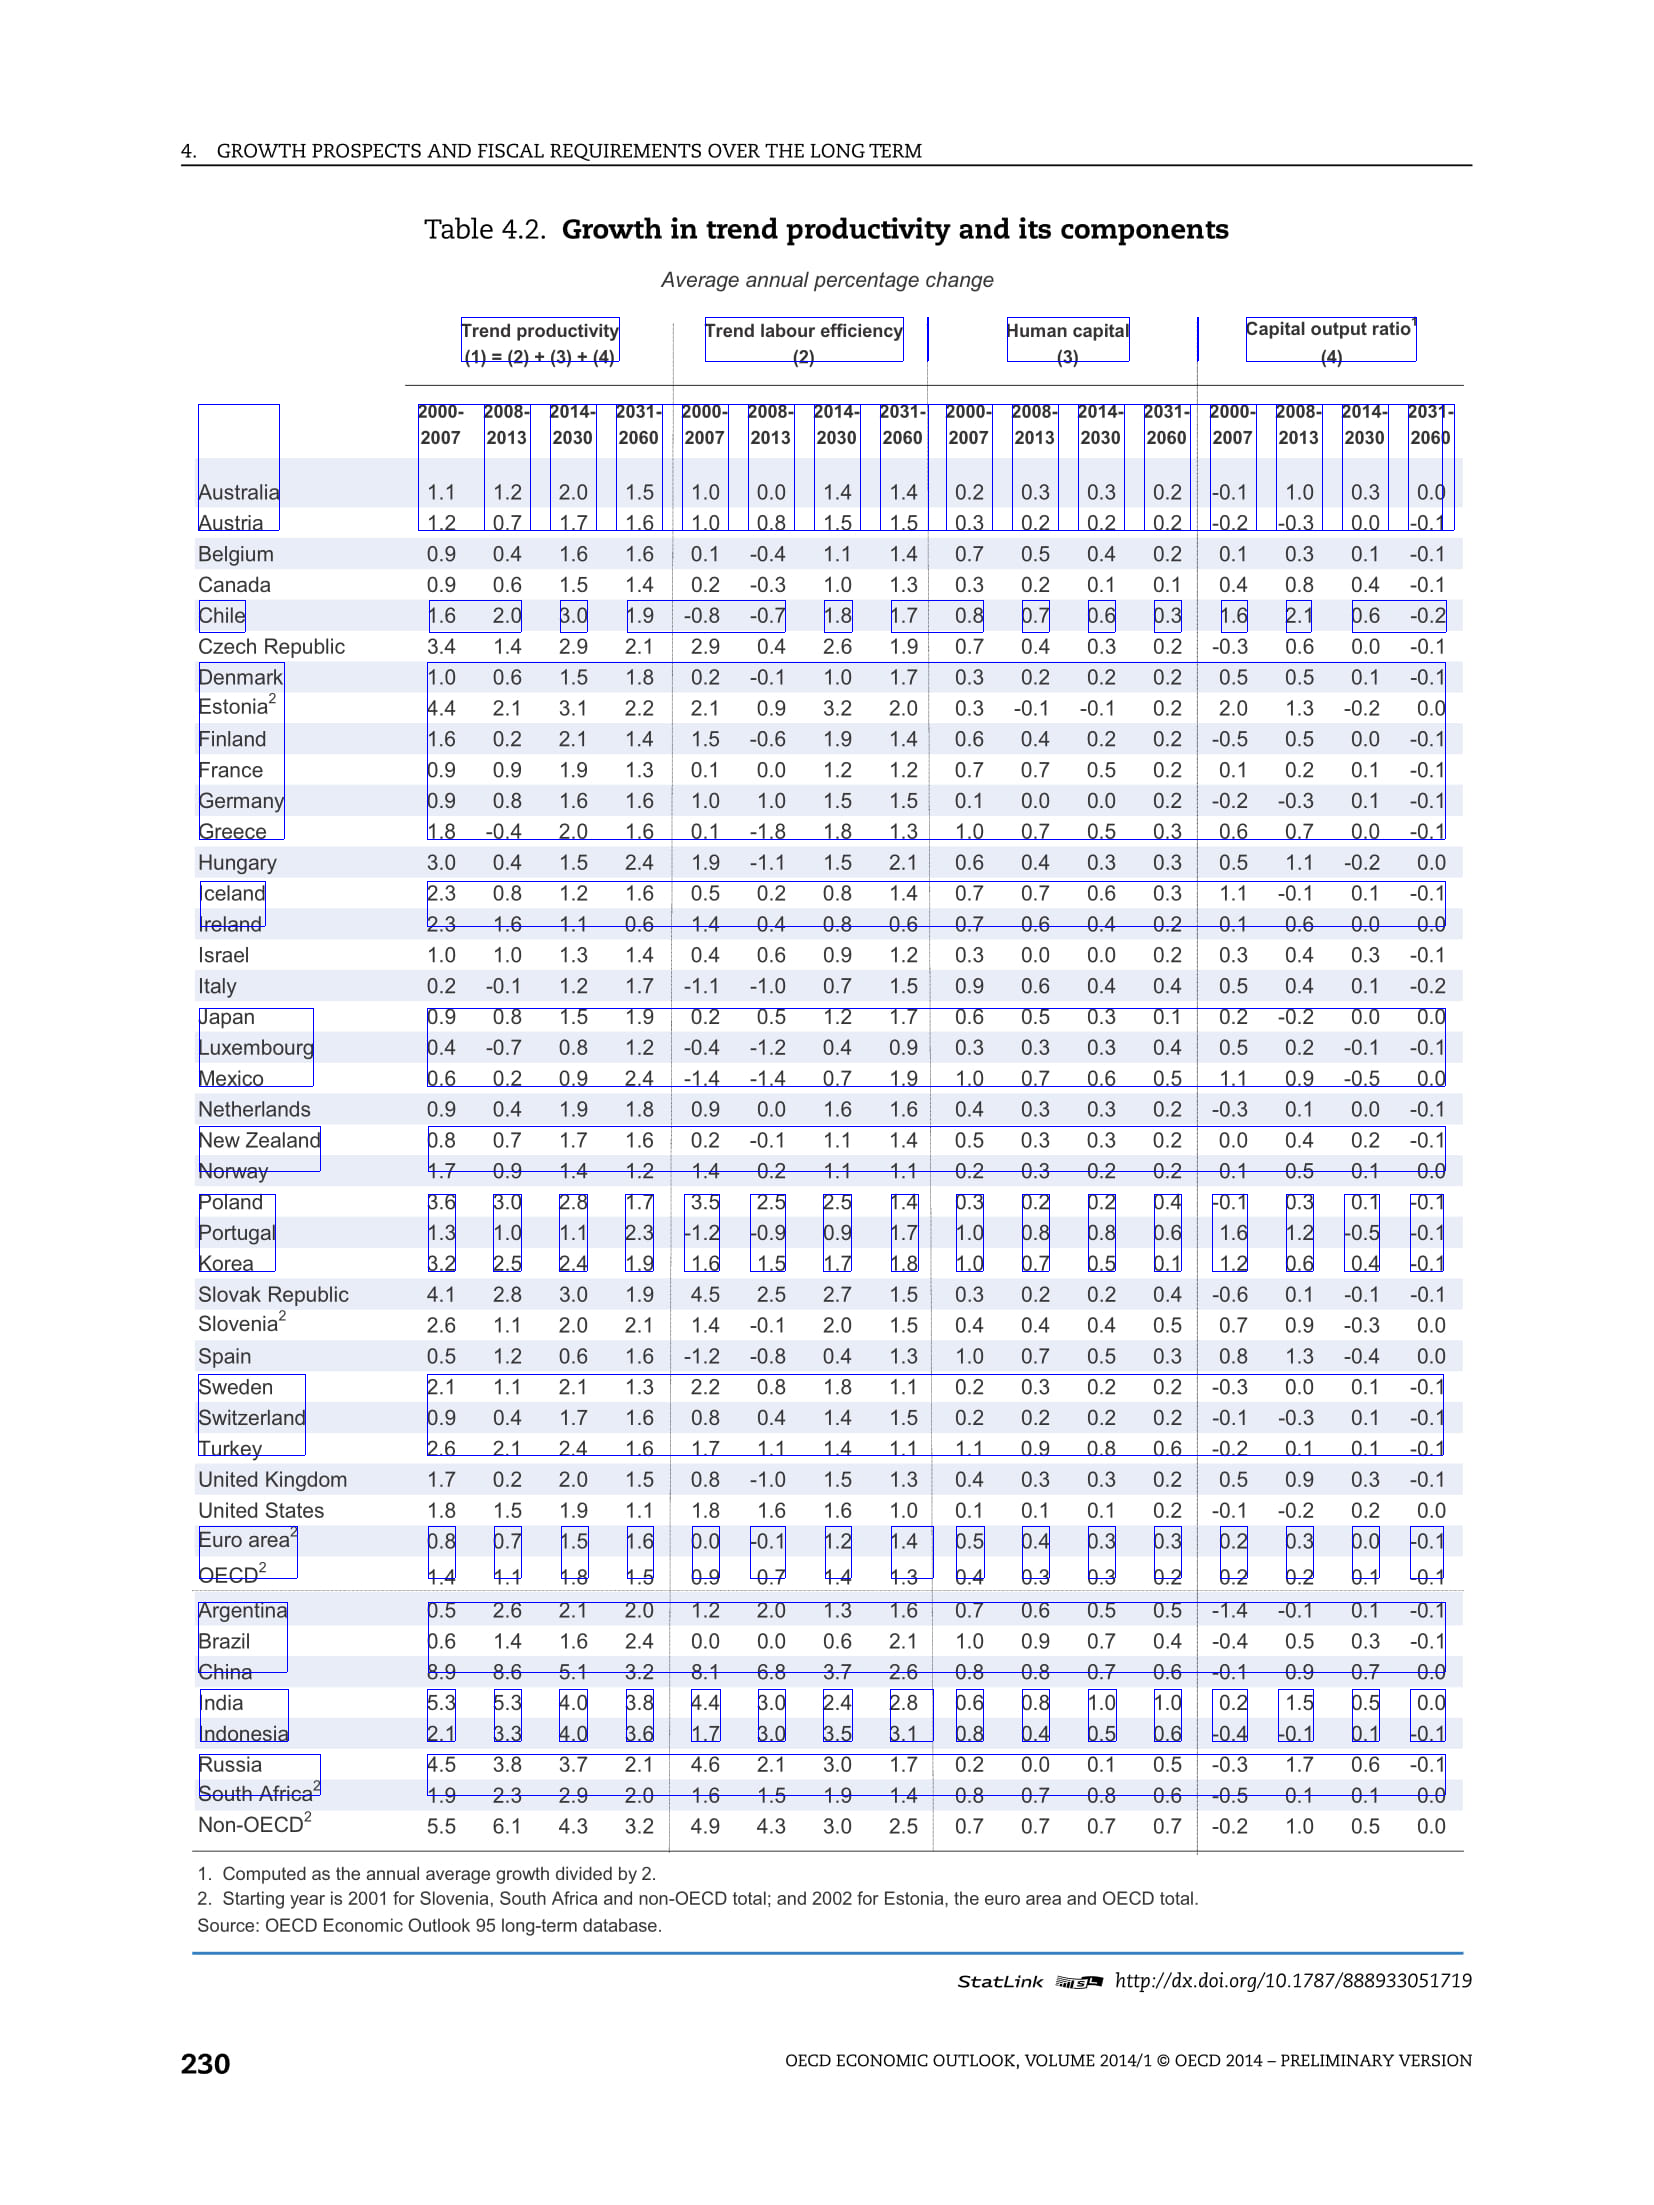 4. GROWTH PROSPECTS AND FISCAL REQUIREMENTS OVER THE LONG TERM
Table 4.2. Growth in trend productivity and its components
Average annual percentage change
Trend productivity Trend labour efficiency Human capital Capital output ratio1
(1) = (2) + (3) + (4) (2) (3) (4)
2000- 2008- 2014- 2031- 2000- 2008- 2014- 2031- 2000- 2008- 2014- 2031- 2000- 2008- 2014- 2031-
2007 2013 2030 2060 2007 2013 2030 2060 2007 2013 2030 2060 2007 2013 2030 2060
Australia 1.1 1.2 2.0 1.5 1.0 0.0 1.4 1.4 0.2 0.3 0.3 0.2 -0.1 1.0 0.3 0.0
Austria 1.2 0.7 1.7 1.6 1.0 0.8 1.5 1.5 0.3 0.2 0.2 0.2 -0.2 -0.3 0.0 -0.1
Belgium 0.9 0.4 1.6 1.6 0.1 -0.4 1.1 1.4 0.7 0.5 0.4 0.2 0.1 0.3 0.1 -0.1
Canada 0.9 0.6 1.5 1.4 0.2 -0.3 1.0 1.3 0.3 0.2 0.1 0.1 0.4 0.8 0.4 -0.1
Chile 1.6 2.0 3.0 1.9 -0.8 -0.7 1.8 1.7 0.8 0.7 0.6 0.3 1.6 2.1 0.6 -0.2
Czech Republic 3.4 1.4 2.9 2.1 2.9 0.4 2.6 1.9 0.7 0.4 0.3 0.2 -0.3 0.6 0.0 -0.1
Denmark 1.0 0.6 1.5 1.8 0.2 -0.1 1.0 1.7 0.3 0.2 0.2 0.2 0.5 0.5 0.1 -0.1
Estonia2 4.4 2.1 3.1 2.2 2.1 0.9 3.2 2.0 0.3 -0.1 -0.1 0.2 2.0 1.3 -0.2 0.0
Finland 1.6 0.2 2.1 1.4 1.5 -0.6 1.9 1.4 0.6 0.4 0.2 0.2 -0.5 0.5 0.0 -0.1
France 0.9 0.9 1.9 1.3 0.1 0.0 1.2 1.2 0.7 0.7 0.5 0.2 0.1 0.2 0.1 -0.1
Germany 0.9 0.8 1.6 1.6 1.0 1.0 1.5 1.5 0.1 0.0 0.0 0.2 -0.2 -0.3 0.1 -0.1
Greece 1.8 -0.4 2.0 1.6 0.1 -1.8 1.8 1.3 1.0 0.7 0.5 0.3 0.6 0.7 0.0 -0.1
Hungary 3.0 0.4 1.5 2.4 1.9 -1.1 1.5 2.1 0.6 0.4 0.3 0.3 0.5 1.1 -0.2 0.0
Iceland 2.3 0.8 1.2 1.6 0.5 0.2 0.8 1.4 0.7 0.7 0.6 0.3 1.1 -0.1 0.1 -0.1
Ireland 2.3 1.6 1.1 0.6 1.4 0.4 0.8 0.6 0.7 0.6 0.4 0.2 0.1 0.6 0.0 0.0
Israel 1.0 1.0 1.3 1.4 0.4 0.6 0.9 1.2 0.3 0.0 0.0 0.2 0.3 0.4 0.3 -0.1
Italy 0.2 -0.1 1.2 1.7 -1.1 -1.0 0.7 1.5 0.9 0.6 0.4 0.4 0.5 0.4 0.1 -0.2
Japan 0.9 0.8 1.5 1.9 0.2 0.5 1.2 1.7 0.6 0.5 0.3 0.1 0.2 -0.2 0.0 0.0
Luxembourg 0.4 -0.7 0.8 1.2 -0.4 -1.2 0.4 0.9 0.3 0.3 0.3 0.4 0.5 0.2 -0.1 -0.1
Mexico 0.6 0.2 0.9 2.4 -1.4 -1.4 0.7 1.9 1.0 0.7 0.6 0.5 1.1 0.9 -0.5 0.0
Netherlands 0.9 0.4 1.9 1.8 0.9 0.0 1.6 1.6 0.4 0.3 0.3 0.2 -0.3 0.1 0.0 -0.1
New Zealand 0.8 0.7 1.7 1.6 0.2 -0.1 1.1 1.4 0.5 0.3 0.3 0.2 0.0 0.4 0.2 -0.1
Norway 1.7 0.9 1.4 1.2 1.4 0.2 1.1 1.1 0.2 0.3 0.2 0.2 0.1 0.5 0.1 0.0
Poland 3.6 3.0 2.8 1.7 3.5 2.5 2.5 1.4 0.3 0.2 0.2 0.4 -0.1 0.3 0.1 -0.1
Portugal 1.3 1.0 1.1 2.3 -1.2 -0.9 0.9 1.7 1.0 0.8 0.8 0.6 1.6 1.2 -0.5 -0.1
Korea 3.2 2.5 2.4 1.9 1.6 1.5 1.7 1.8 1.0 0.7 0.5 0.1 1.2 0.6 0.4 -0.1
Slovak Republic 4.1 2.8 3.0 1.9 4.5 2.5 2.7 1.5 0.3 0.2 0.2 0.4 -0.6 0.1 -0.1 -0.1
Slovenia2 2.6 1.1 2.0 2.1 1.4 -0.1 2.0 1.5 0.4 0.4 0.4 0.5 0.7 0.9 -0.3 0.0
Spain 0.5 1.2 0.6 1.6 -1.2 -0.8 0.4 1.3 1.0 0.7 0.5 0.3 0.8 1.3 -0.4 0.0
Sweden 2.1 1.1 2.1 1.3 2.2 0.8 1.8 1.1 0.2 0.3 0.2 0.2 -0.3 0.0 0.1 -0.1
Switzerland 0.9 0.4 1.7 1.6 0.8 0.4 1.4 1.5 0.2 0.2 0.2 0.2 -0.1 -0.3 0.1 -0.1
Turkey 2.6 2.1 2.4 1.6 1.7 1.1 1.4 1.1 1.1 0.9 0.8 0.6 -0.2 0.1 0.1 -0.1
United Kingdom 1.7 0.2 2.0 1.5 0.8 -1.0 1.5 1.3 0.4 0.3 0.3 0.2 0.5 0.9 0.3 -0.1
United States 1.8 1.5 1.9 1.1 1.8 1.6 1.6 1.0 0.1 0.1 0.1 0.2 -0.1 -0.2 0.2 0.0
Euro area2 0.8 0.7 1.5 1.6 0.0 -0.1 1.2 1.4 0.5 0.4 0.3 0.3 0.2 0.3 0.0 -0.1
OECD2 1.4 1.1 1.8 1.5 0.9 0.7 1.4 1.3 0.4 0.3 0.3 0.2 0.2 0.2 0.1 -0.1
Argentina 0.5 2.6 2.1 2.0 1.2 2.0 1.3 1.6 0.7 0.6 0.5 0.5 -1.4 -0.1 0.1 -0.1
Brazil 0.6 1.4 1.6 2.4 0.0 0.0 0.6 2.1 1.0 0.9 0.7 0.4 -0.4 0.5 0.3 -0.1
China 8.9 8.6 5.1 3.2 8.1 6.8 3.7 2.6 0.8 0.8 0.7 0.6 -0.1 0.9 0.7 0.0
India 5.3 5.3 4.0 3.8 4.4 3.0 2.4 2.8 0.6 0.8 1.0 1.0 0.2 1.5 0.5 0.0
Indonesia 2.1 3.3 4.0 3.6 1.7 3.0 3.5 3.1 0.8 0.4 0.5 0.6 -0.4 -0.1 0.1 -0.1
Russia 4.5 3.8 3.7 2.1 4.6 2.1 3.0 1.7 0.2 0.0 0.1 0.5 -0.3 1.7 0.6 -0.1
South Africa2 1.9 2.3 2.9 2.0 1.6 1.5 1.9 1.4 0.8 0.7 0.8 0.6 -0.5 0.1 0.1 0.0
Non-OECD2 5.5 6.1 4.3 3.2 4.9 4.3 3.0 2.5 0.7 0.7 0.7 0.7 -0.2 1.0 0.5 0.0
1. Computed as the annual average growth divided by 2.
2. Starting year is 2001 for Slovenia, South Africa and non-OECD total; and 2002 for Estonia, the euro area and OECD total.
Source: OECD Economic Outlook 95 long-term database.
StatLink http://dx.doi.org/10.1787/888933051719
230 OECD ECONOMIC OUTLOOK, VOLUME 2014/1 © OECD 2014 – PRELIMINARY VERSION